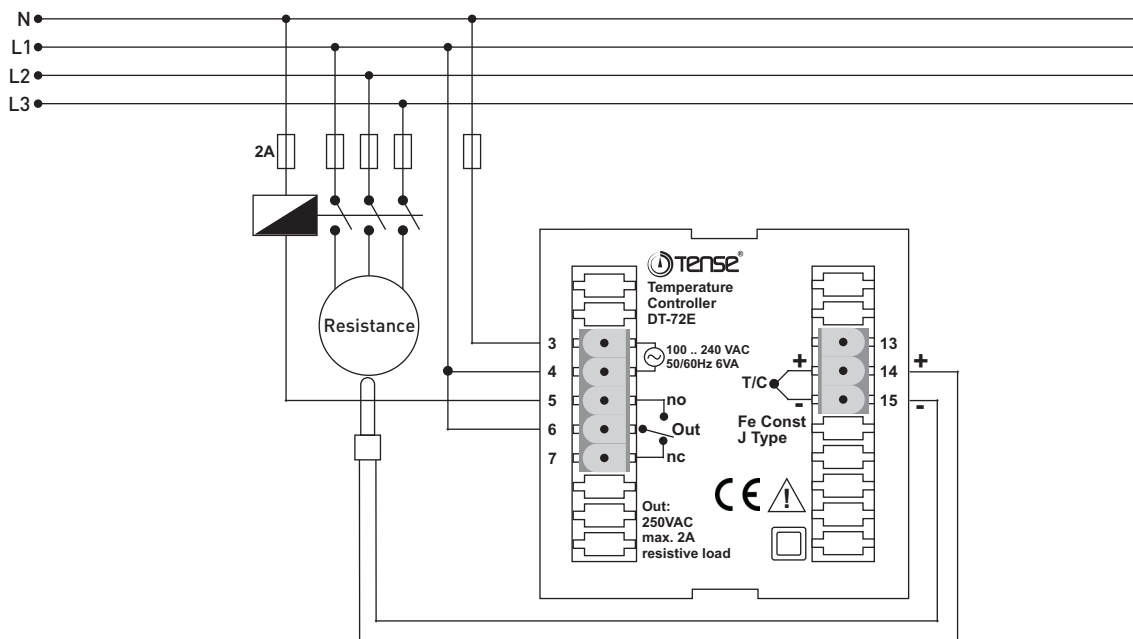 N
L1
L2
L3
2A
Resistance
TENSE®
Temperature
Controller
DT-72E
3
4
5
6
7
100 .. 240 VAC
50/60Hz 6VA
no
Out
nc
Out:
250VAC
max. 2A
resistive load
T/C
+
-
Fe Const
J Type
CE
!
13
14
15
+
-